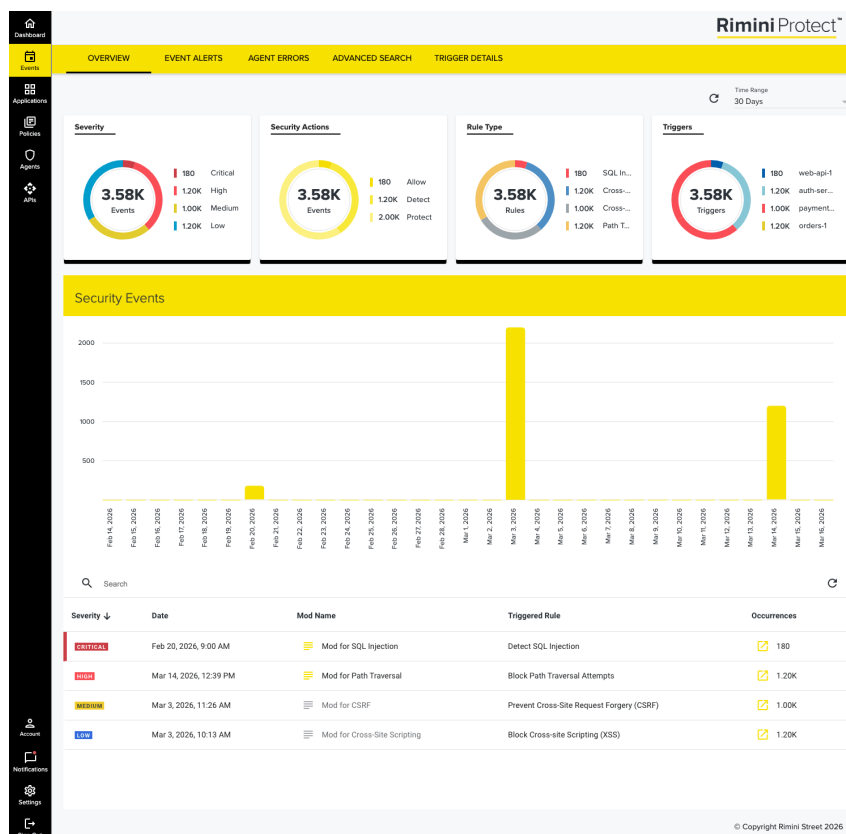 Rimini Protect™
Dashboard
Events
Applications
Policies
Agents
APIs
Account
Notifications
Settings
OVERVIEW EVENT ALERTS AGENT ERRORS ADVANCED SEARCH TRIGGER DETAILS
Time Range
30 Days
Severity
3.58K
Events
180 Critical
1.20K High
1.00K Medium
1.20K Low
Security Actions
3.58K
Events
180 Allow
1.20K Detect
2.00K Protect
Rule Type
3.58K
Rules
180 SQL In...
1.20K Cross-...
1.00K Cross-...
1.20K Path T...
Triggers
3.58K
Triggers
180 web-api-1
1.20K auth-ser...
1.00K payment...
1.20K orders-1
Security Events
2000
1500
1000
500
Feb 14, 2026
Feb 15, 2026
Feb 16, 2026
Feb 17, 2026
Feb 18, 2026
Feb 19, 2026
Feb 20, 2026
Feb 21, 2026
Feb 22, 2026
Feb 23, 2026
Feb 24, 2026
Feb 25, 2026
Feb 26, 2026
Feb 27, 2026
Feb 28, 2026
Mar 1, 2026
Mar 2, 2026
Mar 3, 2026
Mar 4, 2026
Mar 5, 2026
Mar 6, 2026
Mar 7, 2026
Mar 8, 2026
Mar 9, 2026
Mar 10, 2026
Mar 11, 2026
Mar 12, 2026
Mar 13, 2026
Mar 14, 2026
Mar 15, 2026
Mar 16, 2026
Search
Severity Date Mod Name Triggered Rule Occurrences
CRITICAL Feb 20, 2026, 9:00 AM Mod for SQL Injection Detect SQL Injection 180
HIGH Mar 14, 2026, 12:39 PM Mod for Path Traversal Block Path Traversal Attempts 1.20K
MEDIUM Mar 3, 2026, 11:26 AM Mod for CSRF Prevent Cross-Site Request Forgery (CSRF) 1.00K
LOW Mar 3, 2026, 10:13 AM Mod for Cross-Site Scripting Block Cross-site Scripting (XSS) 1.20K
© Copyright Rimini Street 2026